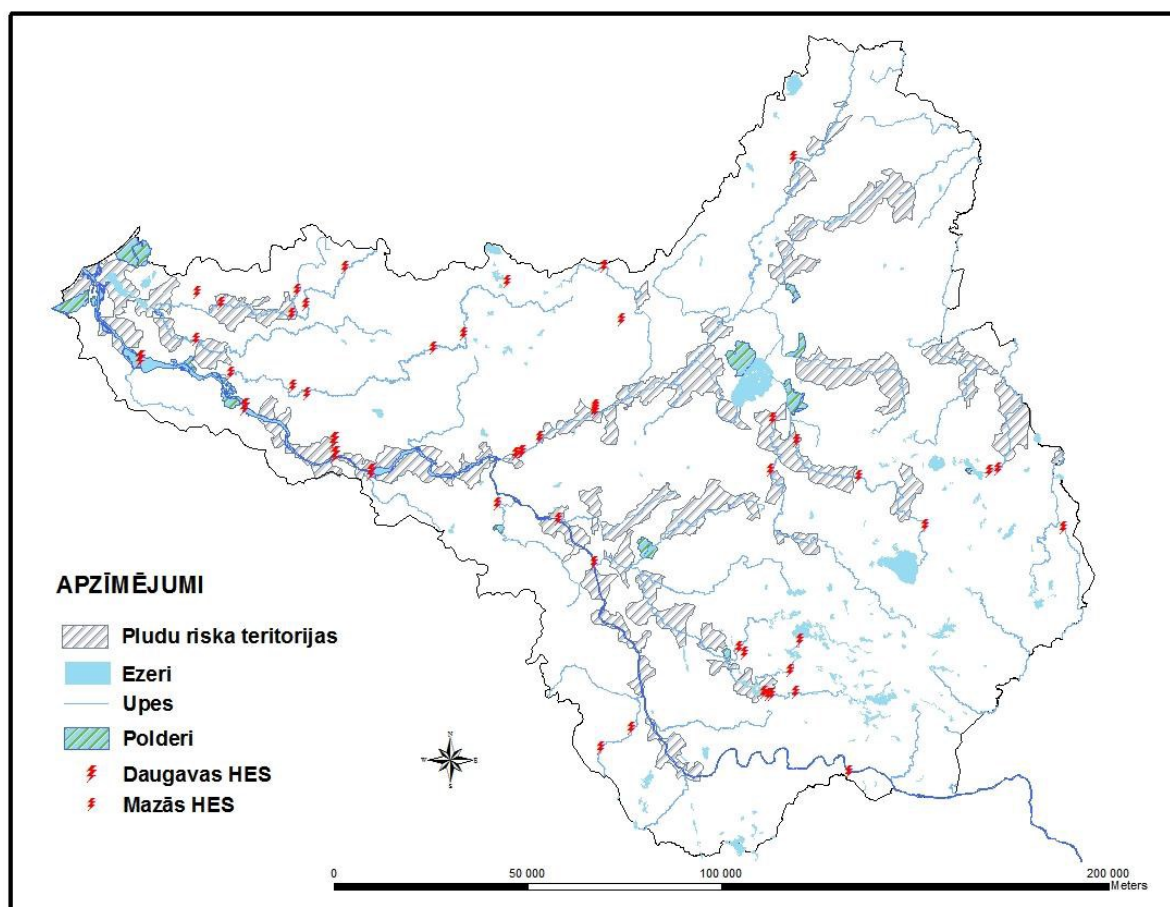 N
W
E
S
APZĪMĒJUMI
Pludu riska teritorijas
Ezeri
Upes
Polderi
Daugavas HES
Mazās HES
0 50 000 100 000 200 000
Meters